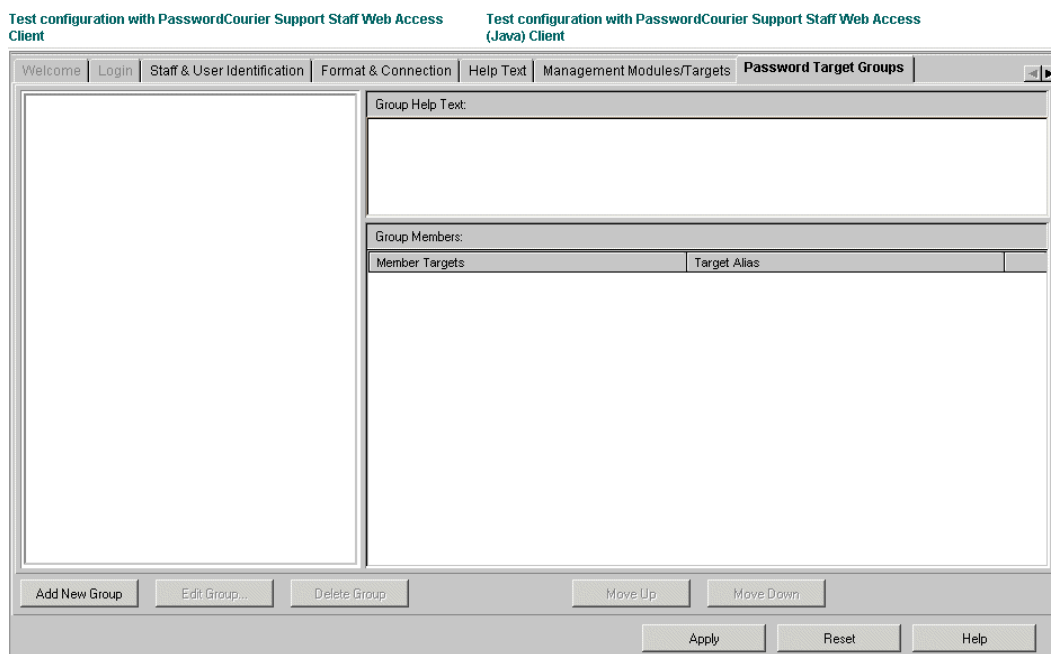 Test configuration with PasswordCourier Support Staff Web Access
Client
Test configuration with PasswordCourier Support Staff Web Access
(Java) Client
Welcome Login Staff & User Identification Format & Connection Help Text Management Modules/Targets Password Target Groups
Group Help Text:
Group Members:
Member Targets Target Alias
Add New Group Edit Group... Delete Group Move Up Move Down
Apply Reset Help